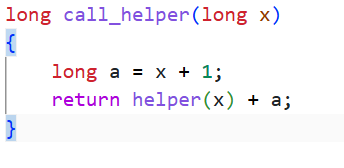 long call_helper(long x)
{
    long a = x + 1;
    return helper(x) + a;
}